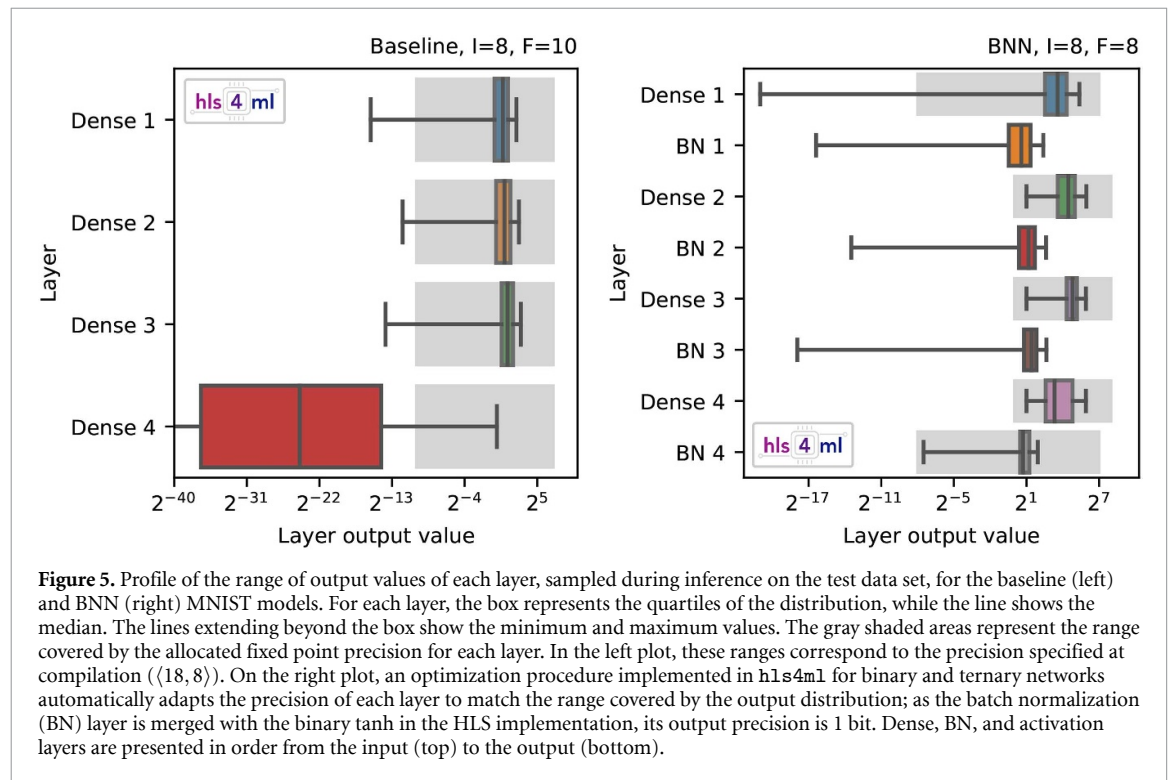 Baseline, I=8, F=10
hls 4 ml
Dense 1
Dense 2
Dense 3
Dense 4
Layer
2^−40 2^−31 2^−22 2^−13 2^−4 2^5
Layer output value
BNN, I=8, F=8
Dense 1
BN 1
Dense 2
BN 2
Dense 3
BN 3
Dense 4
BN 4
Layer
hls 4 ml
2^−17 2^−11 2^−5 2^1 2^7
Layer output value
Figure 5. Profile of the range of output values of each layer, sampled during inference on the test data set, for the baseline (left)
and BNN (right) MNIST models. For each layer, the box represents the quartiles of the distribution, while the line shows the
median. The lines extending beyond the box show the minimum and maximum values. The gray shaded areas represent the range
covered by the allocated fixed point precision for each layer. In the left plot, these ranges correspond to the precision specified at
compilation (⟨18, 8⟩). On the right plot, an optimization procedure implemented in hls4ml for binary and ternary networks
automatically adapts the precision of each layer to match the range covered by the output distribution; as the batch normalization
(BN) layer is merged with the binary tanh in the HLS implementation, its output precision is 1 bit. Dense, BN, and activation
layers are presented in order from the input (top) to the output (bottom).